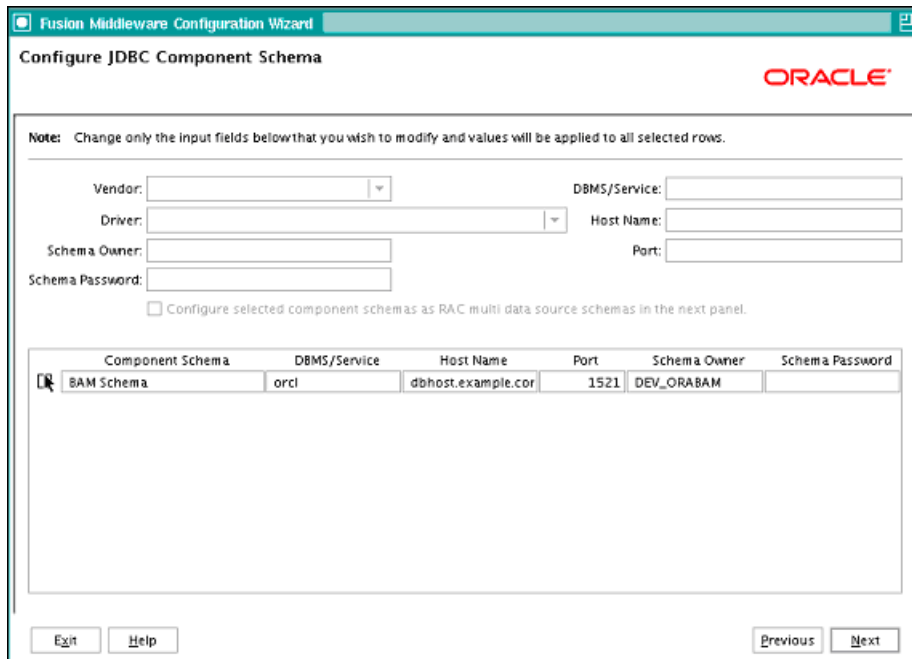 Fusion Middleware Configuration Wizard
Configure JDBC Component Schema
ORACLE
Note: Change only the input fields below that you wish to modify and values will be applied to all selected rows.
Vendor: DBMS/Service:
Driver: Host Name:
Schema Owner: Port:
Schema Password:
Configure selected component schemas as RAC multi data source schemas in the next panel.
Component Schema DBMS/Service Host Name Port Schema Owner Schema Password
BAM Schema orcl dbhost.example.cor 1521 DEV_ORABAM
Exit Help Previous Next